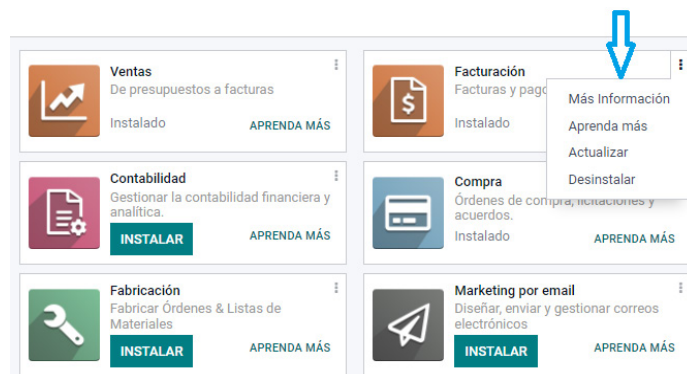 Ventas
De presupuestos a facturas
Instalado
APRENDA MÁS
Facturación
Facturas y pago
Instalado
Más Información
Aprenda más
Actualizar
Desinstalar
Contabilidad
Gestionar la contabilidad financiera y
analítica.
INSTALAR
APRENDA MÁS
Compra
Órdenes de compra, licitaciones y
acuerdos.
Instalado
APRENDA MÁS
Fabricación
Fabricar Órdenes & Listas de
Materiales
INSTALAR
APRENDA MÁS
Marketing por email
Diseñar, enviar y gestionar correos
electrónicos
INSTALAR
APRENDA MÁS